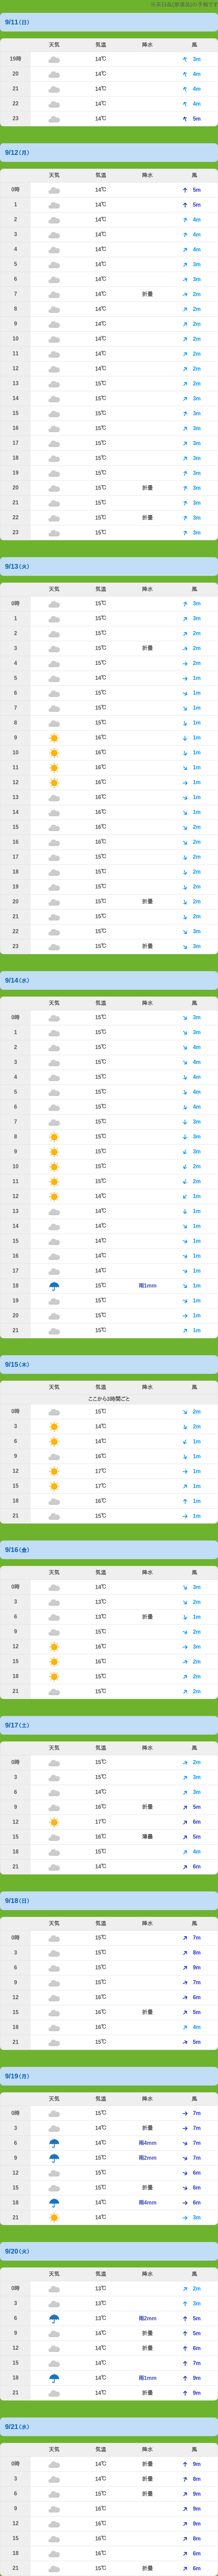 の予報です
9/11(日)
天気 気温 降水 風
19時 14℃ 3m
20 14℃ 4m
21 14℃ 4m
22 14℃ 4m
23 14℃ 5m
9/12(月)
天気 気温 降水 風
0時 14℃ 5m
1 14℃ 5m
2 14℃ 4m
3 14℃ 4m
4 14℃ 4m
5 14℃ 3m
6 14℃ 3m
7 14℃ 折曇 2m
8 14℃ 2m
9 14℃ 2m
10 14℃ 2m
11 14℃ 2m
12 14℃ 2m
13 15℃ 2m
14 15℃ 3m
15 15℃ 3m
16 15℃ 3m
17 15℃ 3m
18 15℃ 3m
19 15℃ 3m
20 15℃ 折曇 3m
21 15℃ 3m
22 15℃ 折曇 3m
23 15℃ 3m
9/13(火)
天気 気温 降水 風
0時 15℃ 3m
1 15℃ 3m
2 15℃ 2m
3 15℃ 折曇 2m
4 15℃ 2m
5 14℃ 1m
6 15℃ 1m
7 15℃ 1m
8 15℃ 1m
9 16℃ 1m
10 16℃ 1m
11 16℃ 1m
12 16℃ 1m
13 16℃ 1m
14 16℃ 1m
15 16℃ 2m
16 15℃ 2m
17 15℃ 2m
18 15℃ 2m
19 15℃ 2m
20 15℃ 折曇 2m
21 15℃ 2m
22 15℃ 3m
23 15℃ 折曇 3m
9/14(水)
天気 気温 降水 風
0時 15℃ 3m
1 15℃ 3m
2 15℃ 4m
3 15℃ 4m
4 15℃ 4m
5 15℃ 4m
6 15℃ 4m
7 15℃ 3m
8 15℃ 3m
9 15℃ 3m
10 15℃ 2m
11 15℃ 2m
12 14℃ 1m
13 14℃ 1m
14 14℃ 1m
15 14℃ 1m
16 14℃ 1m
17 14℃ 1m
18 15℃ 雨1mm 1m
19 15℃ 1m
20 15℃ 1m
21 15℃ 1m
9/15(木)
天気 気温 降水 風
ここから3時間ごと
0時 15℃ 2m
3 14℃ 2m
6 14℃ 1m
9 16℃ 1m
12 17℃ 1m
15 17℃ 1m
18 16℃ 1m
21 15℃ 1m
9/16(金)
天気 気温 降水 風
0時 14℃ 3m
3 13℃ 2m
6 13℃ 折曇 1m
9 15℃ 2m
12 16℃ 3m
15 16℃ 2m
18 15℃ 2m
21 15℃ 2m
9/17(土)
天気 気温 降水 風
0時 15℃ 2m
3 15℃ 3m
6 14℃ 3m
9 16℃ 折曇 5m
12 17℃ 6m
15 16℃ 薄曇 5m
18 15℃ 4m
21 14℃ 6m
9/18(日)
天気 気温 降水 風
0時 15℃ 7m
3 15℃ 8m
6 15℃ 9m
9 15℃ 7m
12 16℃ 6m
15 16℃ 折曇 5m
18 16℃ 4m
21 15℃ 5m
9/19(月)
天気 気温 降水 風
0時 15℃ 7m
3 14℃ 折曇 7m
6 14℃ 雨4mm 7m
9 15℃ 雨2mm 7m
12 15℃ 6m
15 15℃ 折曇 6m
18 14℃ 雨4mm 6m
21 14℃ 3m
9/20(火)
天気 気温 降水 風
0時 13℃ 2m
3 13℃ 3m
6 13℃ 雨2mm 5m
9 14℃ 折曇 5m
12 14℃ 折曇 6m
15 14℃ 7m
18 14℃ 雨1mm 9m
21 14℃ 折曇 9m
9/21(水)
天気 気温 降水 風
0時 14℃ 折曇 9m
3 14℃ 折曇 8m
6 15℃ 折曇 9m
9 16℃ 9m
12 16℃ 9m
15 16℃ 8m
18 16℃ 6m
21 15℃ 折曇 6m